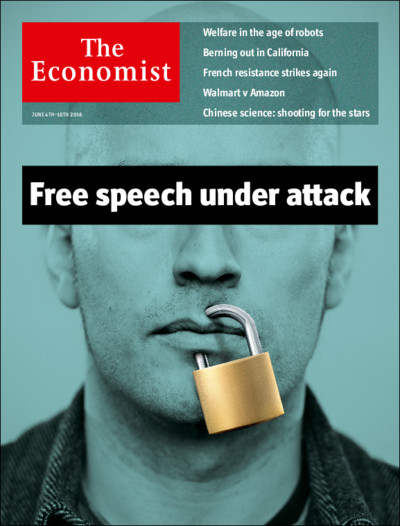 The
Economist
JUNE 4TH–10TH 2016
Welfare in the age of robots
Berning out in California
French resistance strikes again
Walmart v Amazon
Chinese science: shooting for the stars
Free speech under attack